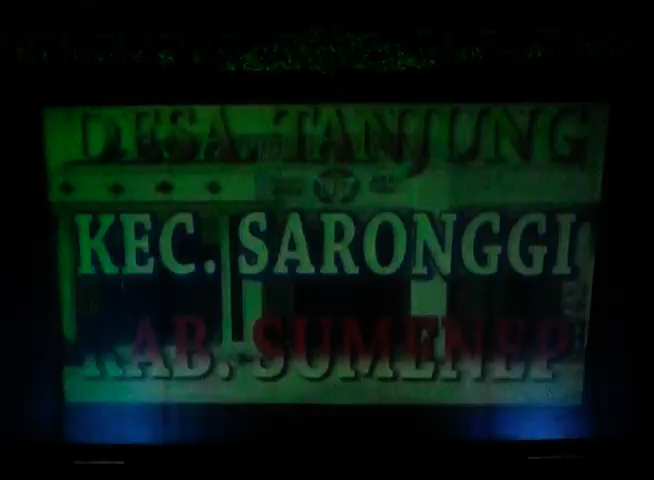 DESA. TANJUNG
KEC. SARONGGI
KAB. SUMENEP